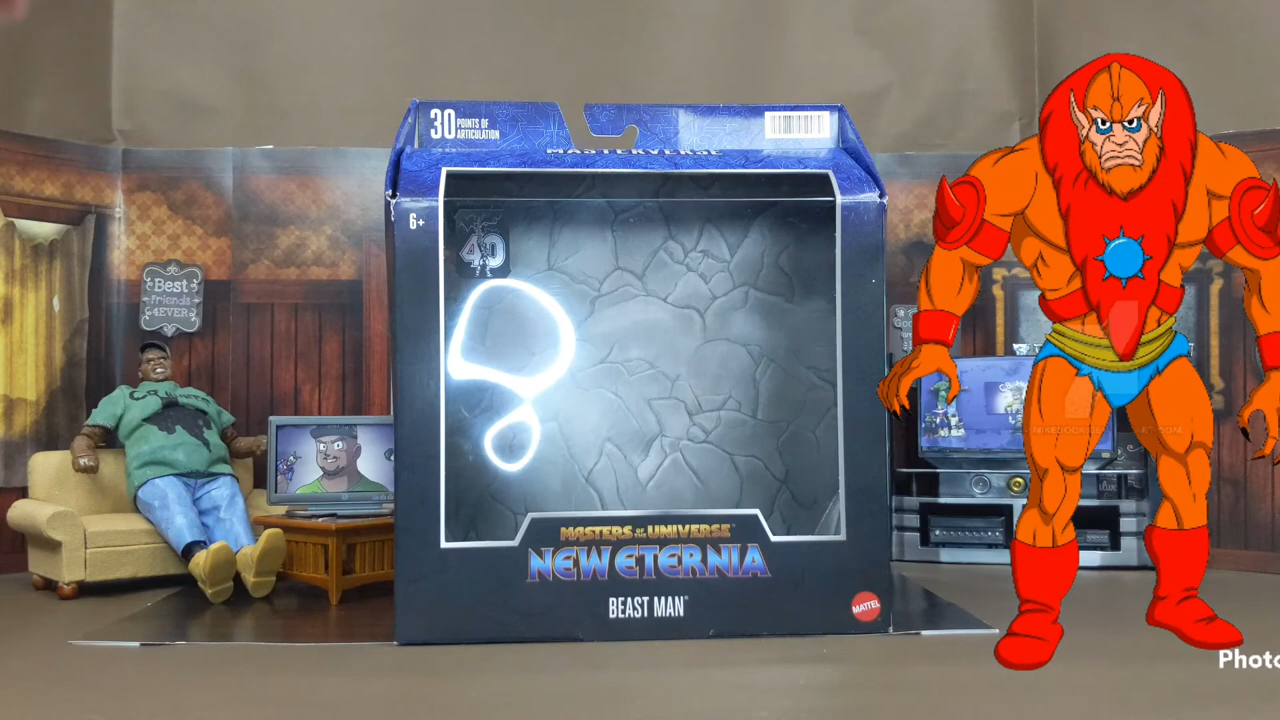 30 POINTS OF
ARTICULATION
MASTERVERSE
6+
40
Best
Friends
4EVER
MASTERS OF THE UNIVERSE
NEW ETERNIA
BEAST MAN
MATTEL
Photo